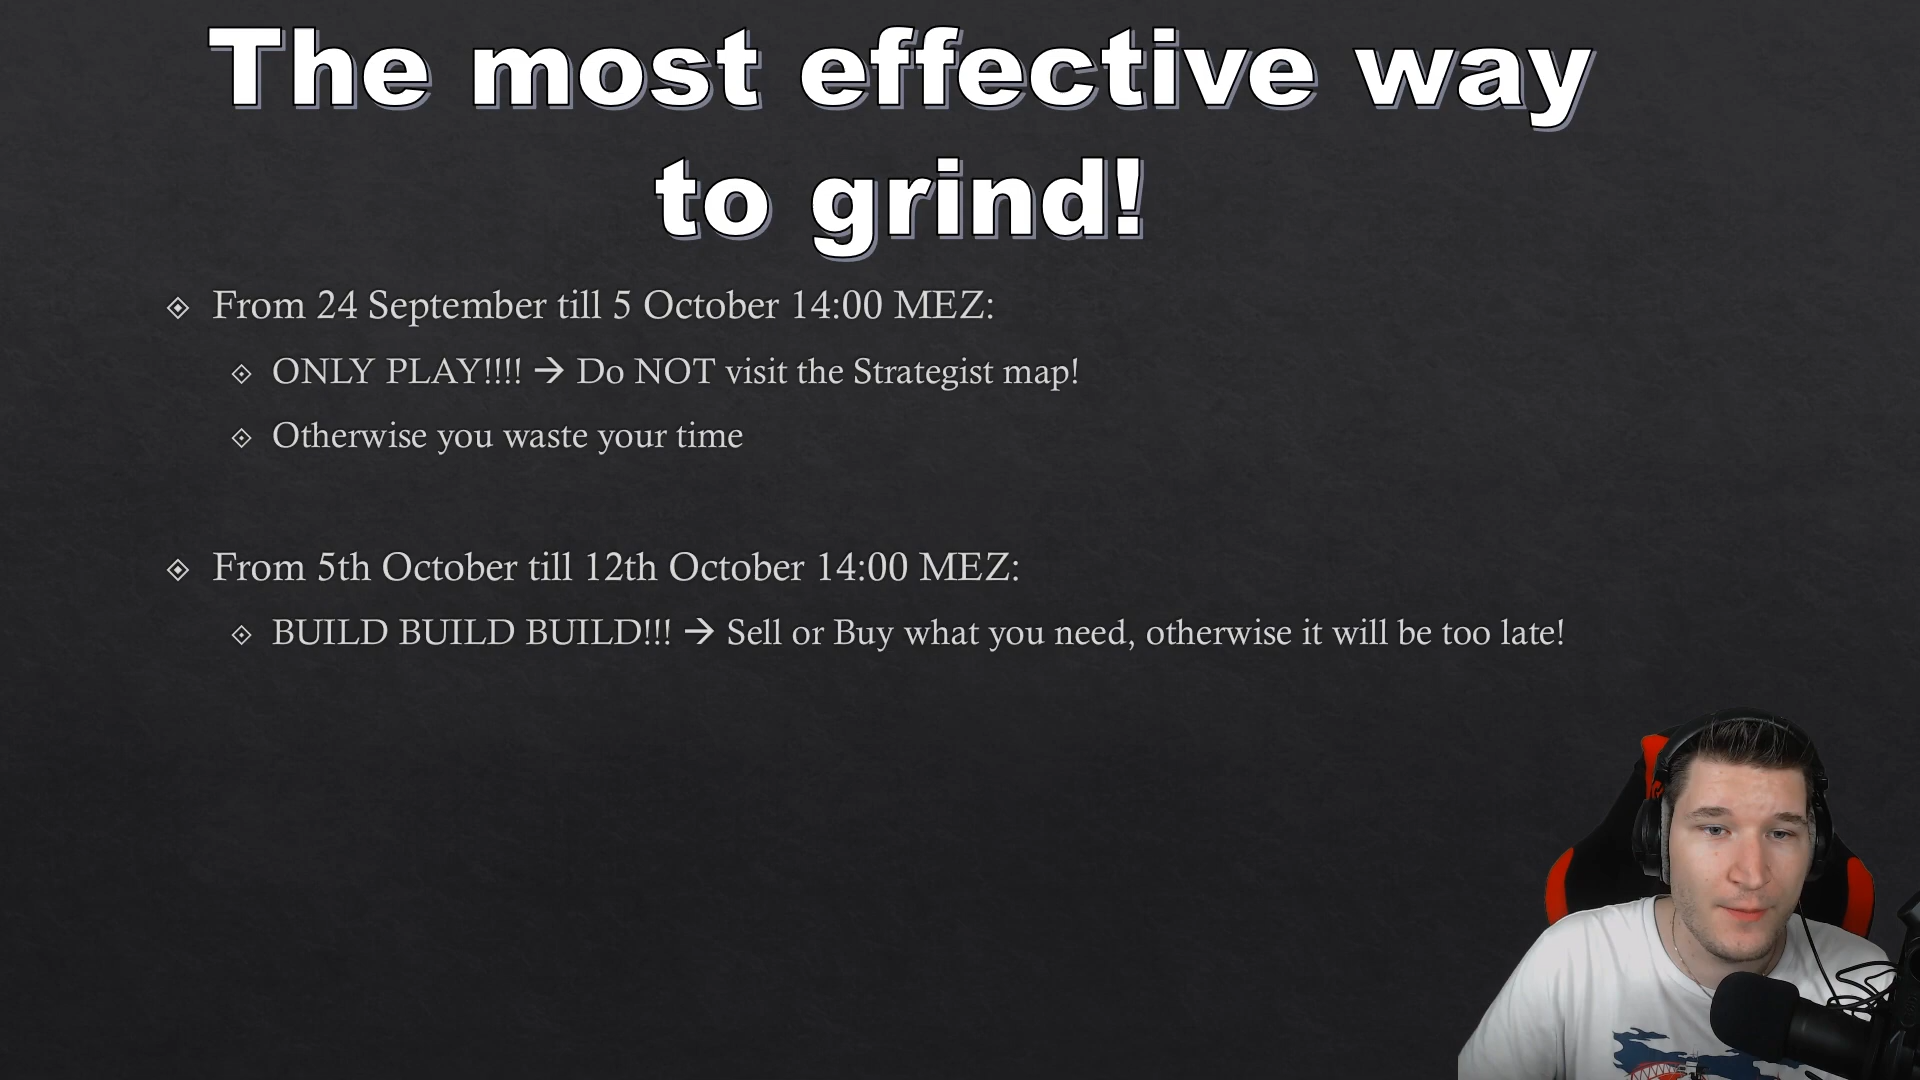 The most effective way
to grind!
From 24 September till 5 October 14:00 MEZ:
ONLY PLAY!!!! → Do NOT visit the Strategist map!
Otherwise you waste your time
From 5th October till 12th October 14:00 MEZ:
BUILD BUILD BUILD!!! → Sell or Buy what you need, otherwise it will be too late!